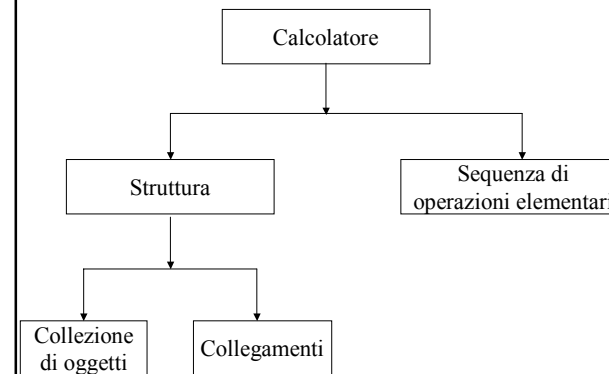 Calcolatore
Struttura
Sequenza di
operazioni elementari
Collezione
di oggetti
Collegamenti